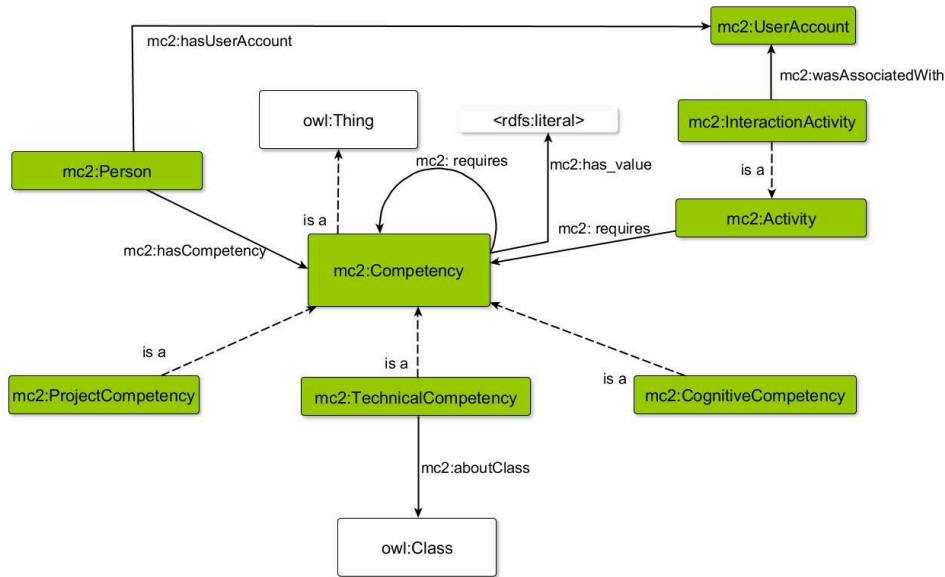 mc2:UserAccount
mc2:hasUserAccount
mc2:wasAssociatedWith
owl:Thing
<rdfs:literal>
mc2:InteractionActivity
mc2:Person
mc2: requires
mc2:has_value
is a
mc2:Activity
is a
mc2: requires
mc2:hasCompetency
mc2:Competency
is a
is a
is a
mc2:ProjectCompetency
mc2:TechnicalCompetency
mc2:CognitiveCompetency
mc2:aboutClass
owl:Class